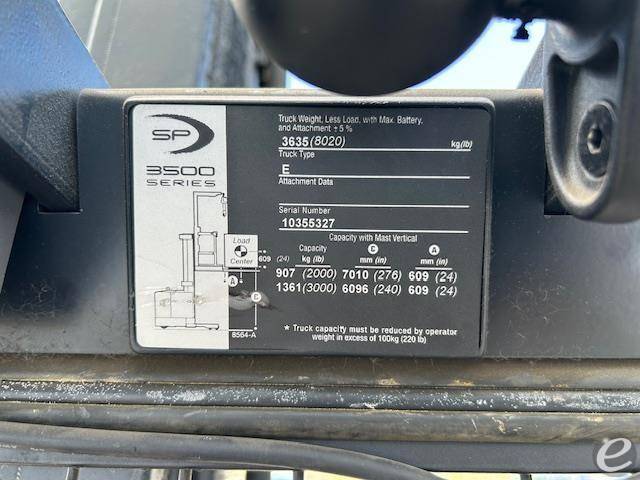 SP
3500
SERIES
Truck Weight, Less Load, with Max. Battery,
and Attachment ± 5 %
3635 (8020) kg(lb)
Truck Type
E
Attachment Data
Serial Number
10355327
Capacity with Mast Vertical
Load
Center
609 (24)
A
E
8564-A
Capacity E A
kg (lb) mm (in) mm (in)
907 (2000) 7010 (276) 609 (24)
1361 (3000) 6096 (240) 609 (24)
* Truck capacity must be reduced by operator
weight in excess of 100kg (220 lb)
e